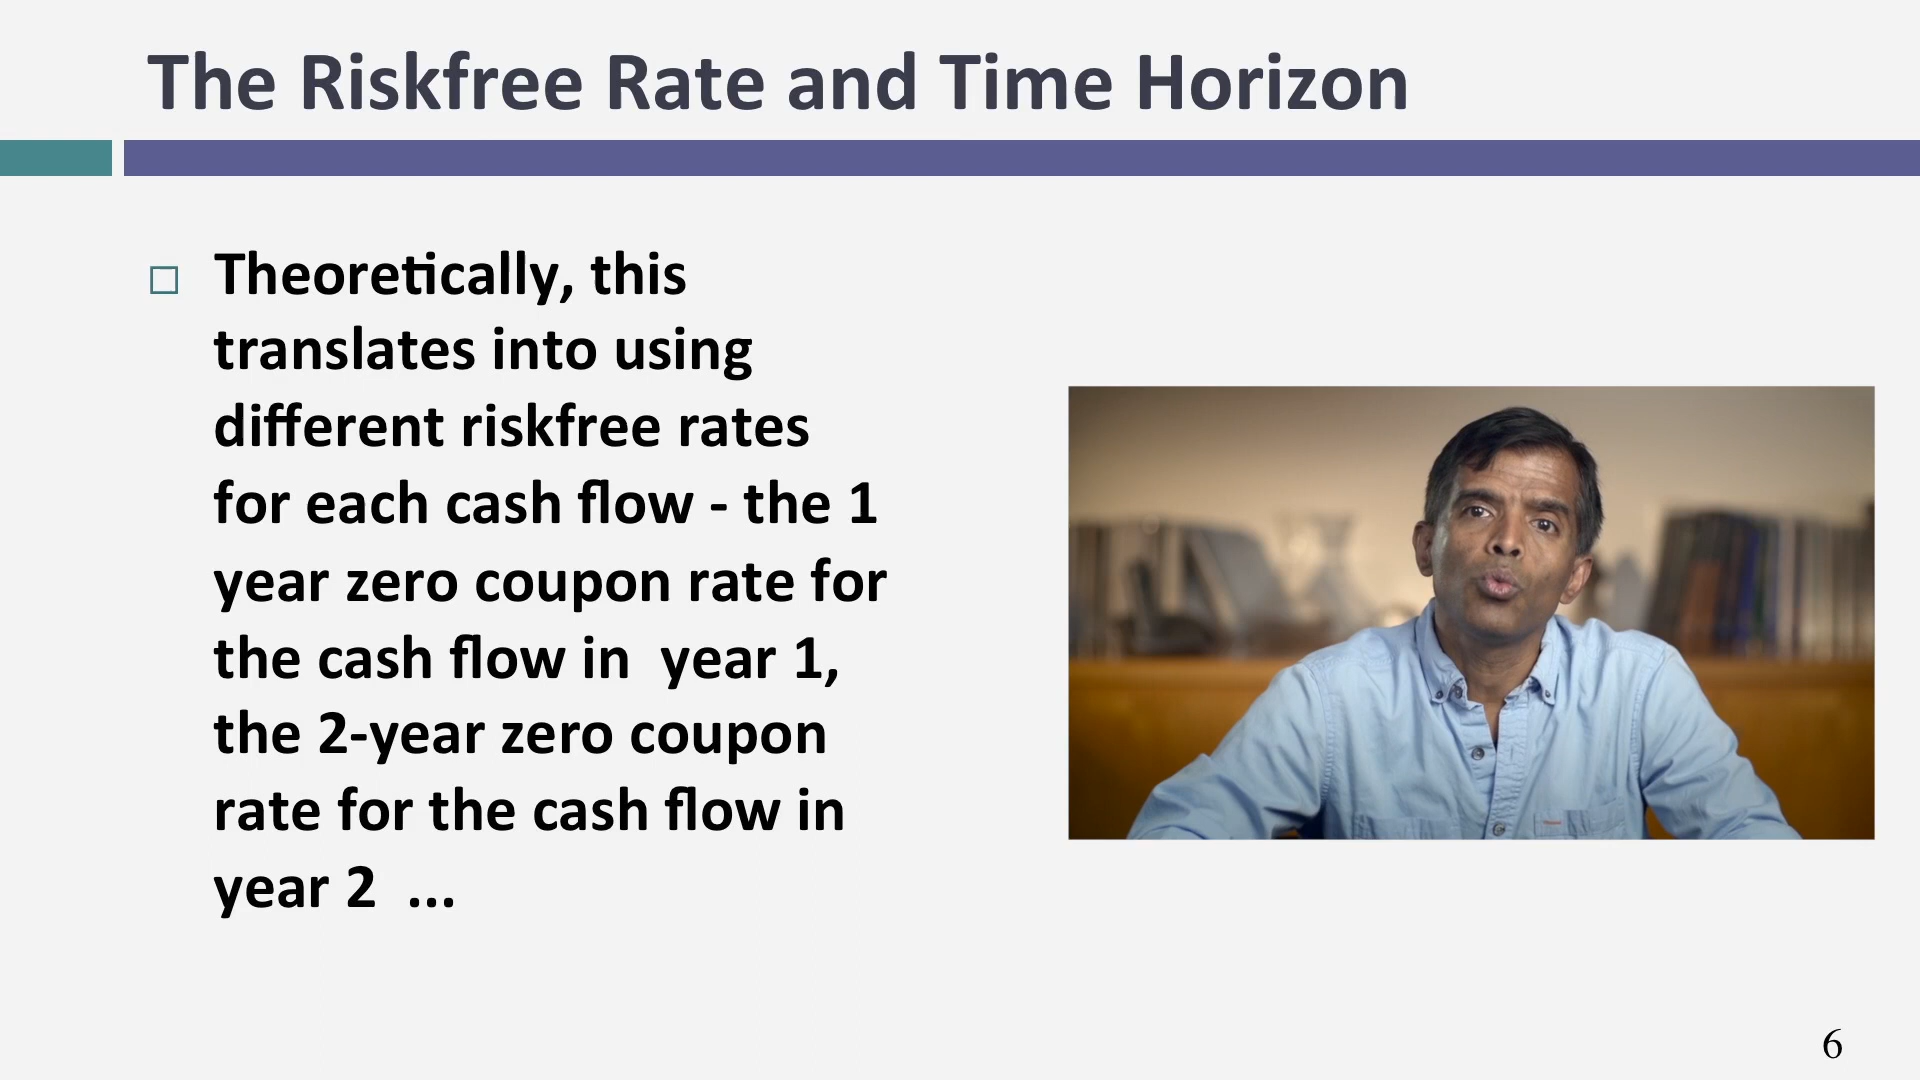 The Riskfree Rate and Time Horizon
Theoretically, this
translates into using
different riskfree rates
for each cash flow - the 1
year zero coupon rate for
the cash flow in  year 1,
the 2-year zero coupon
rate for the cash flow in
year 2  ...
6